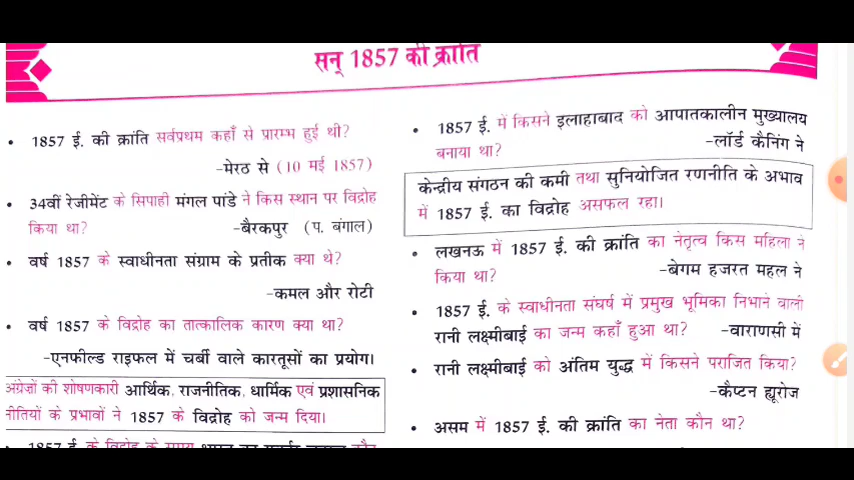 सन् 1857 की क्रांति
• 1857 ई. की क्रांति सर्वप्रथम कहाँ से प्रारम्भ हुई थी?
-मेरठ से (10 मई 1857)
• 34वीं रेजीमेंट के सिपाही मंगल पांडे ने किस स्थान पर विद्रोह
किया था? -बैरकपुर (प. बंगाल)
• वर्ष 1857 के स्वाधीनता संग्राम के प्रतीक क्या थे?
-कमल और रोटी
• वर्ष 1857 के विद्रोह का तात्कालिक कारण क्या था?
-एनफील्ड राइफल में चर्बी वाले कारतूसों का प्रयोग।
अंग्रेजों की शोषणकारी आर्थिक, राजनीतिक, धार्मिक एवं प्रशासनिक
नीतियों के प्रभावों ने 1857 के विद्रोह को जन्म दिया।
1857 ई. के विद्रोह के समय
• 1857 ई. में किसने इलाहाबाद को आपातकालीन मुख्यालय
बनाया था? -लॉर्ड कैनिंग ने
केन्द्रीय संगठन की कमी तथा सुनियोजित रणनीति के अभाव
में 1857 ई. का विद्रोह असफल रहा।
• लखनऊ में 1857 ई. की क्रांति का नेतृत्व किस महिला ने
किया था? -बेगम हजरत महल ने
• 1857 ई. के स्वाधीनता संघर्ष में प्रमुख भूमिका निभाने वाली
रानी लक्ष्मीबाई का जन्म कहाँ हुआ था? -वाराणसी में
• रानी लक्ष्मीबाई को अंतिम युद्ध में किसने पराजित किया?
-कैप्टन ह्यूरोज
• असम में 1857 ई. की क्रांति का नेता कौन था?